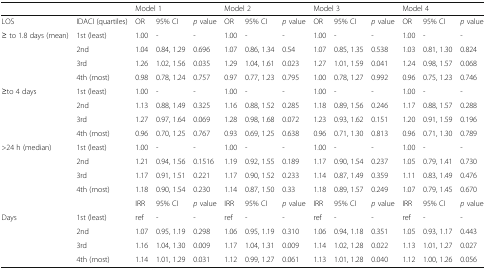 Model 1 Model 2 Model 3 Model 4
LOS IDACI (quartiles) OR 95% CI p value OR 95% CI p value OR 95% CI p value OR 95% CI p value
≥ to 1.8 days (mean) 1st (least) 1.00 - - 1.00 - - 1.00 - - 1.00 - -
2nd 1.04 0.84, 1.29 0.696 1.07 0.86, 1.34 0.54 1.07 0.85, 1.35 0.538 1.03 0.81, 1.30 0.824
3rd 1.26 1.02, 1.56 0.035 1.29 1.04, 1.61 0.023 1.27 1.01, 1.59 0.041 1.24 0.98, 1.57 0.068
4th (most) 0.98 0.78, 1.24 0.757 0.97 0.77, 1.23 0.795 1.00 0.78, 1.27 0.992 0.96 0.75, 1.23 0.746
≥to 4 days 1st (least) 1.00 - - 1.00 - - 1.00 - - 1.00 - -
2nd 1.13 0.88, 1.49 0.325 1.16 0.88, 1.52 0.285 1.18 0.89, 1.56 0.246 1.17 0.88, 1.57 0.288
3rd 1.27 0.97, 1.64 0.069 1.28 0.98, 1.68 0.072 1.23 0.93, 1.62 0.151 1.20 0.91, 1.59 0.196
4th (most) 0.96 0.70, 1.25 0.767 0.93 0.69, 1.25 0.638 0.96 0.71, 1.30 0.813 0.96 0.71, 1.30 0.789
>24 h (median) 1st (least) 1.00 - - 1.00 - - 1.00 - - 1.00 - -
2nd 1.21 0.94, 1.56 0.1516 1.19 0.92, 1.55 0.189 1.17 0.90, 1.54 0.237 1.05 0.79, 1.41 0.730
3rd 1.17 0.91, 1.51 0.221 1.17 0.90, 1.52 0.233 1.14 0.87, 1.49 0.359 1.11 0.83, 1.49 0.476
4th (most) 1.18 0.90, 1.54 0.230 1.14 0.87, 1.50 0.33 1.18 0.89, 1.57 0.249 1.07 0.79, 1.45 0.670
IRR 95% CI p value IRR 95% CI p value IRR 95% CI p value IRR 95% CI p value
Days 1st (least) ref - - ref - - ref - - ref - -
2nd 1.07 0.95, 1.19 0.298 1.06 0.95, 1.19 0.310 1.06 0.94, 1.18 0.351 1.05 0.93, 1.17 0.443
3rd 1.16 1.04, 1.30 0.009 1.17 1.04, 1.31 0.009 1.14 1.02, 1.28 0.022 1.13 1.01, 1.27 0.027
4th (most) 1.14 1.01, 1.29 0.031 1.12 0.99, 1.27 0.061 1.13 1.01, 1.28 0.040 1.12 1.00, 1.26 0.056